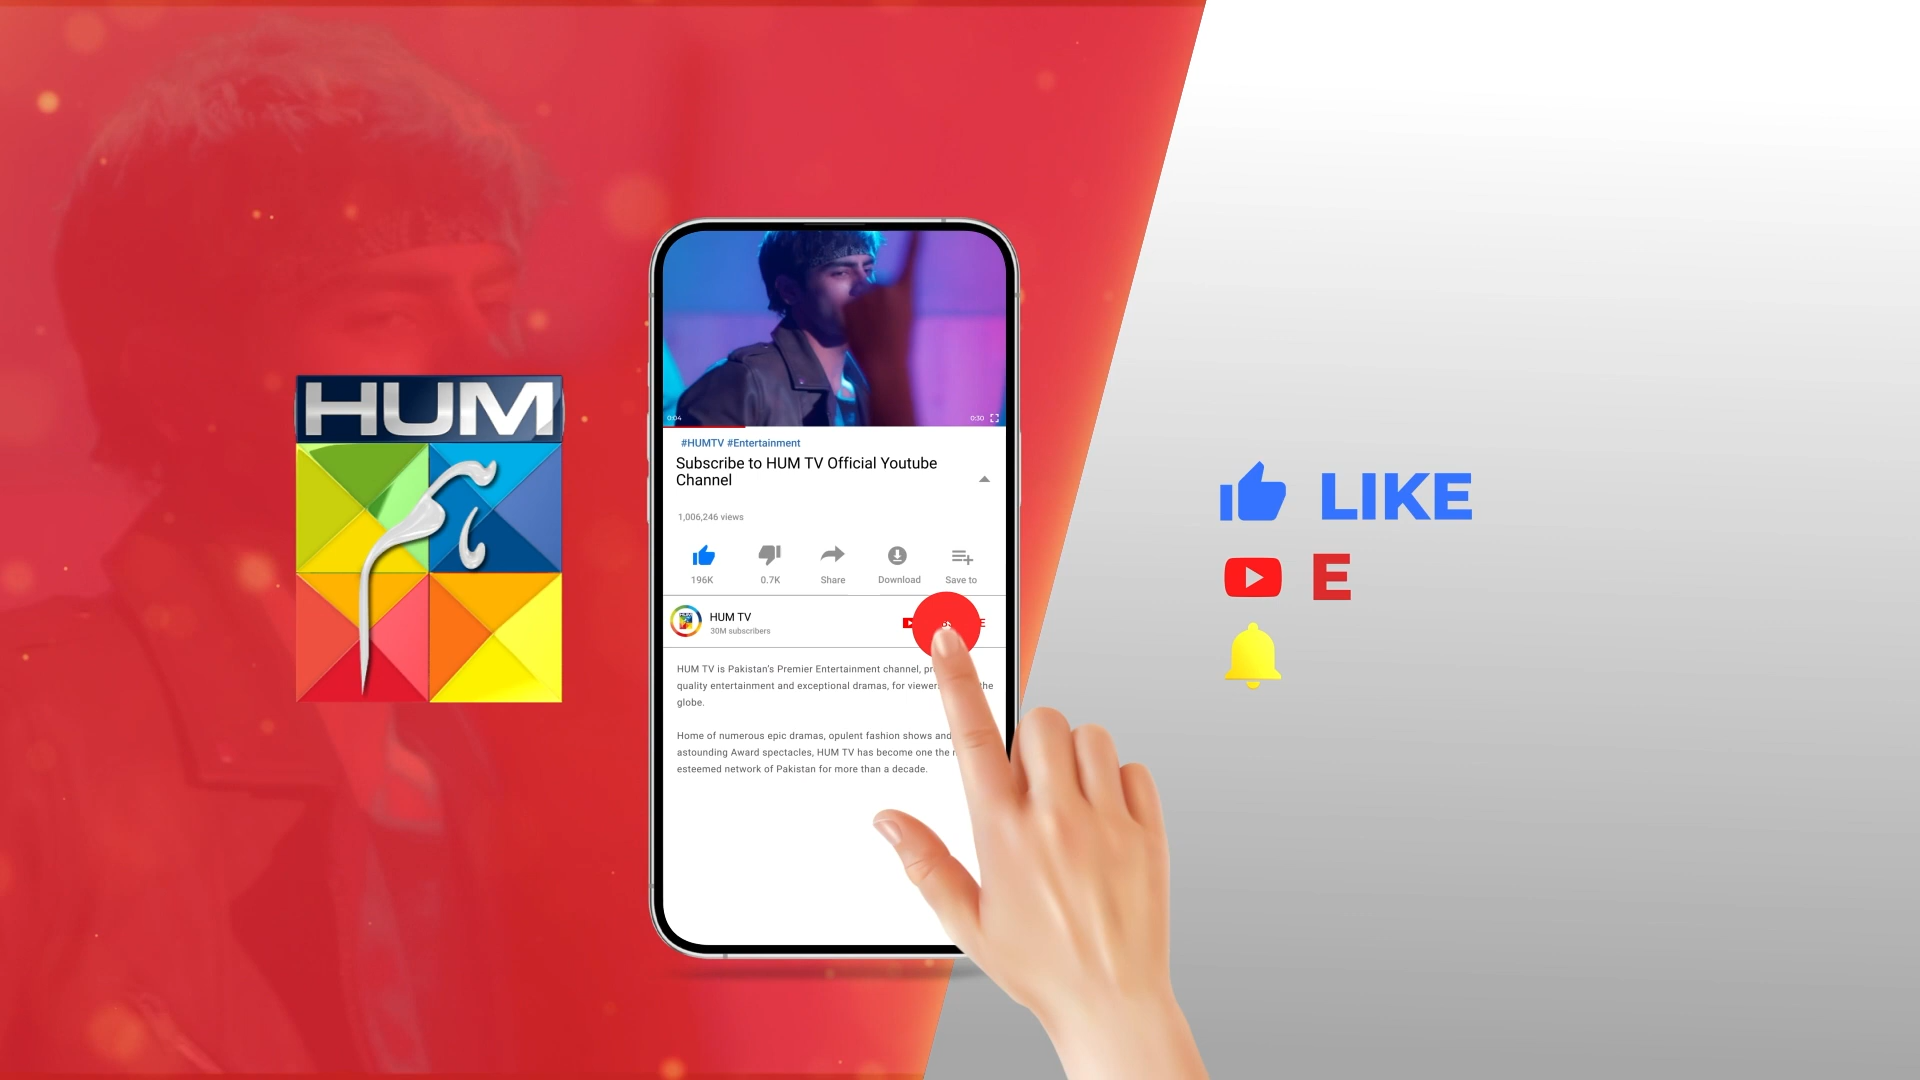 HUM
ہم
0:04
0:30
#HUMTV #Entertainment
Subscribe to HUM TV Official Youtube
Channel
1,006,246 views
196K
0.7K
Share
Download
Save to
HUM TV
30M subscribers
E
HUM TV is Pakistan's Premier Entertainment channel,
quality entertainment and exceptional dramas, for the
globe.
Home of numerous epic dramas, opulent fashion shows and
astounding Award spectacles, HUM TV has become one the
esteemed network of Pakistan for more than a decade.
LIKE
E